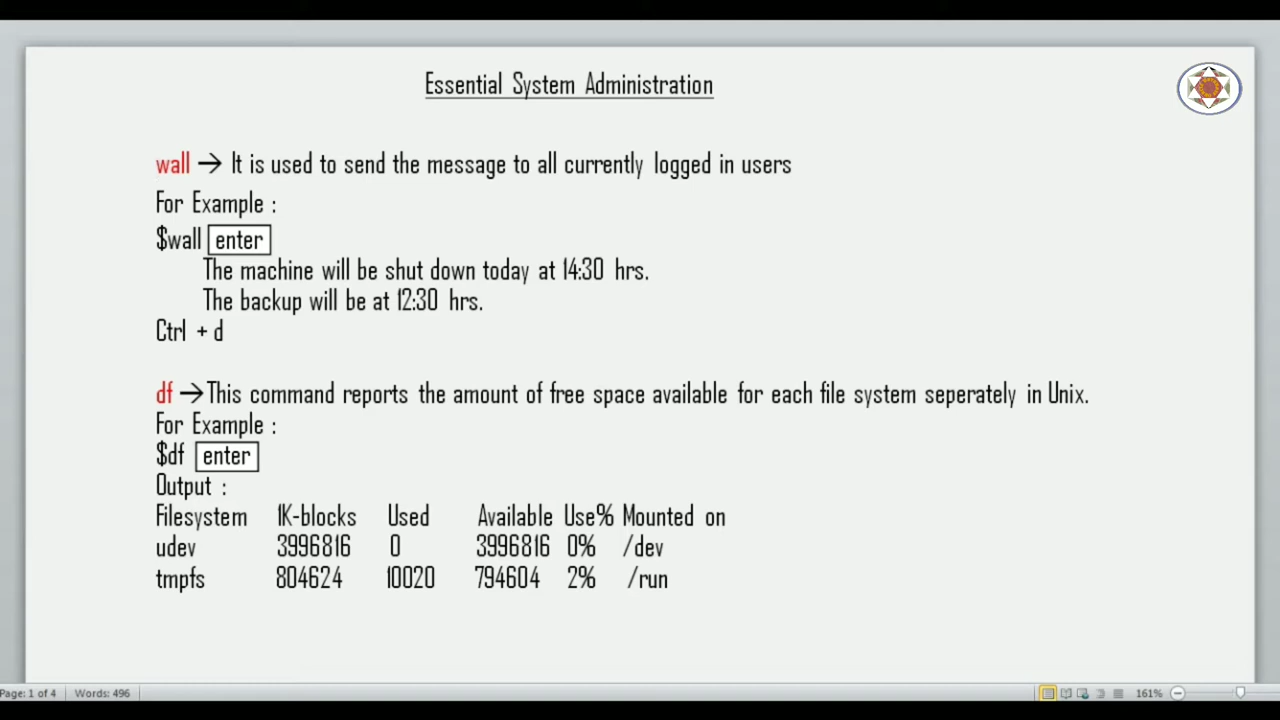 Essential System Administration
wall → It is used to send the message to all currently logged in users
For Example :
$wall enter
The machine will be shut down today at 14:30 hrs.
The backup will be at 12:30 hrs.
Ctrl + d
df →This command reports the amount of free space available for each file system seperately in Unix.
For Example :
$df enter
Output :
Filesystem 1K-blocks Used Available Use% Mounted on
udev 3996816 0 3996816 0% /dev
tmpfs 804624 10020 794604 2% /run
Page: 1 of 4 Words: 496 161%